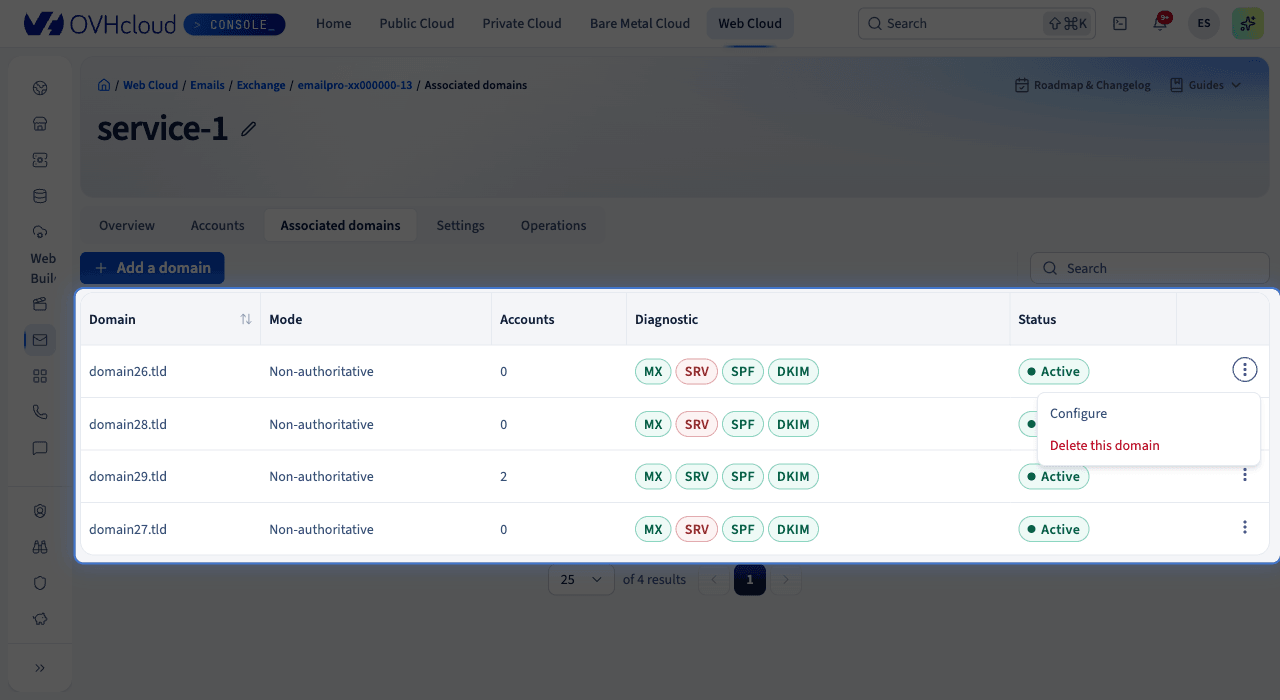 OVHcloud > CONSOLE_ Home Public Cloud Private Cloud Bare Metal Cloud Web Cloud Search ⇧⌘K 9+ ES
/ Web Cloud / Emails / Exchange / emailpro-xx000000-13 / Associated domains Roadmap & Changelog Guides
service-1
Overview Accounts Associated domains Settings Operations
Web
+ Add a domain Search
Domain Mode Accounts Diagnostic Status
domain26.tld Non-authoritative 0 MX SRV SPF DKIM Active
Configure
domain28.tld Non-authoritative 0 MX SRV SPF DKIM
Delete this domain
domain29.tld Non-authoritative 2 MX SRV SPF DKIM Active
domain27.tld Non-authoritative 0 MX SRV SPF DKIM Active
25 of 4 results 1